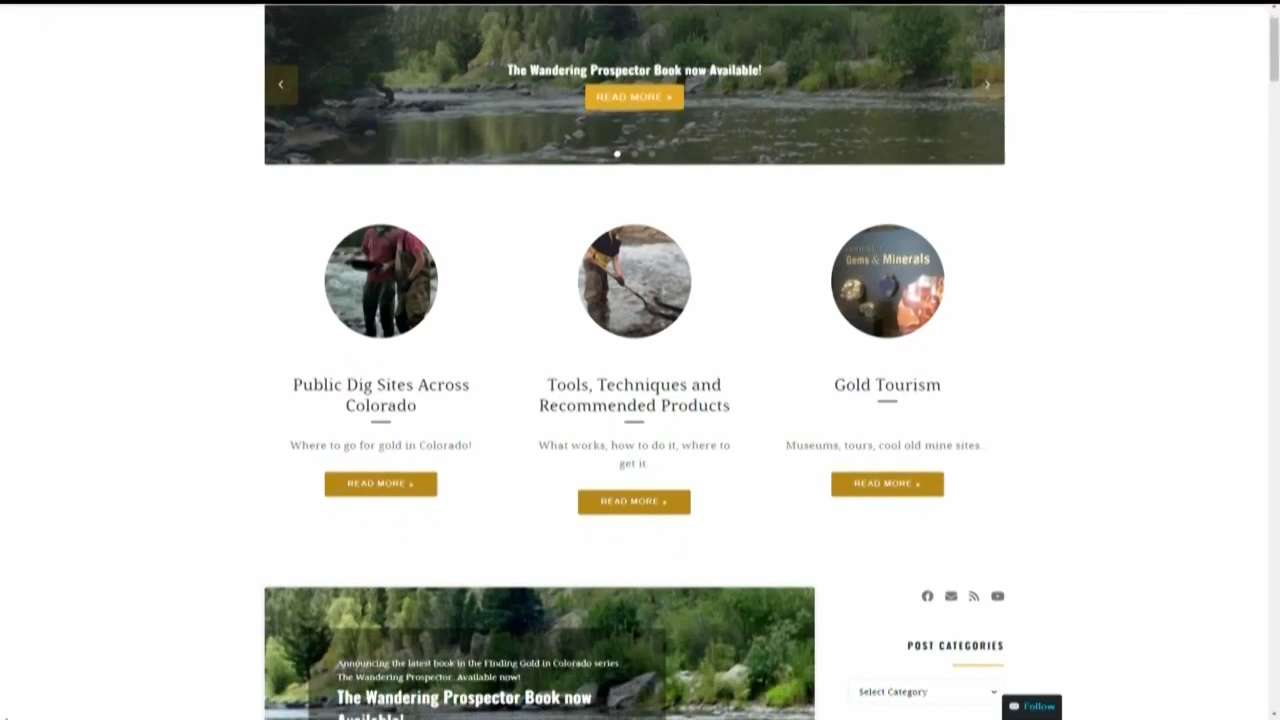 The Wandering Prospector Book now Available!
READ MORE »
Gems & Minerals
Public Dig Sites Across
Colorado
Where to go for gold in Colorado!
READ MORE »
Tools, Techniques and
Recommended Products
What works, how to do it, where to
get it.
READ MORE »
Gold Tourism
Museums, tours, cool old mine sites...
READ MORE »
Announcing the latest book in the Finding Gold in Colorado series:
The Wandering Prospector. Available now!
The Wandering Prospector Book now
Available!
POST CATEGORIES
Select Category
Follow